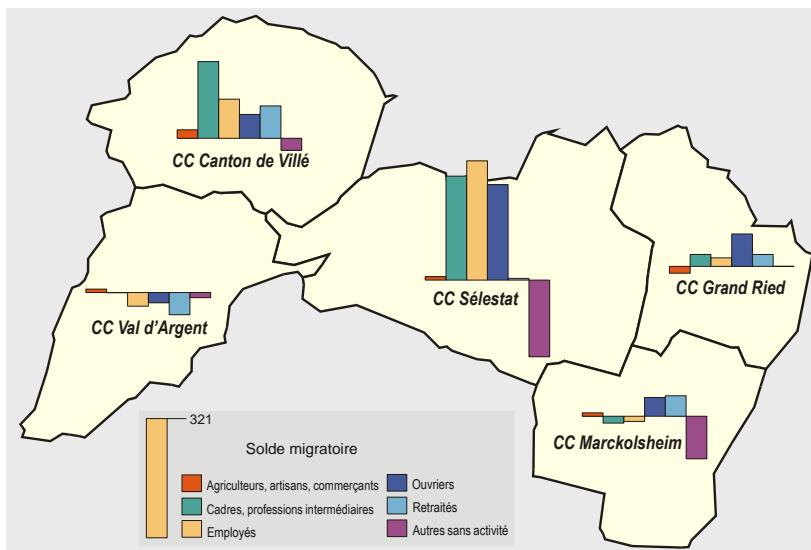 CC Canton de Villé
CC Sélestat
CC Grand Ried
CC Val d'Argent
CC Marckolsheim
321
Solde migratoire
Agriculteurs, artisans, commerçants
Cadres, professions intermédiaires
Employés
Ouvriers
Retraités
Autres sans activité